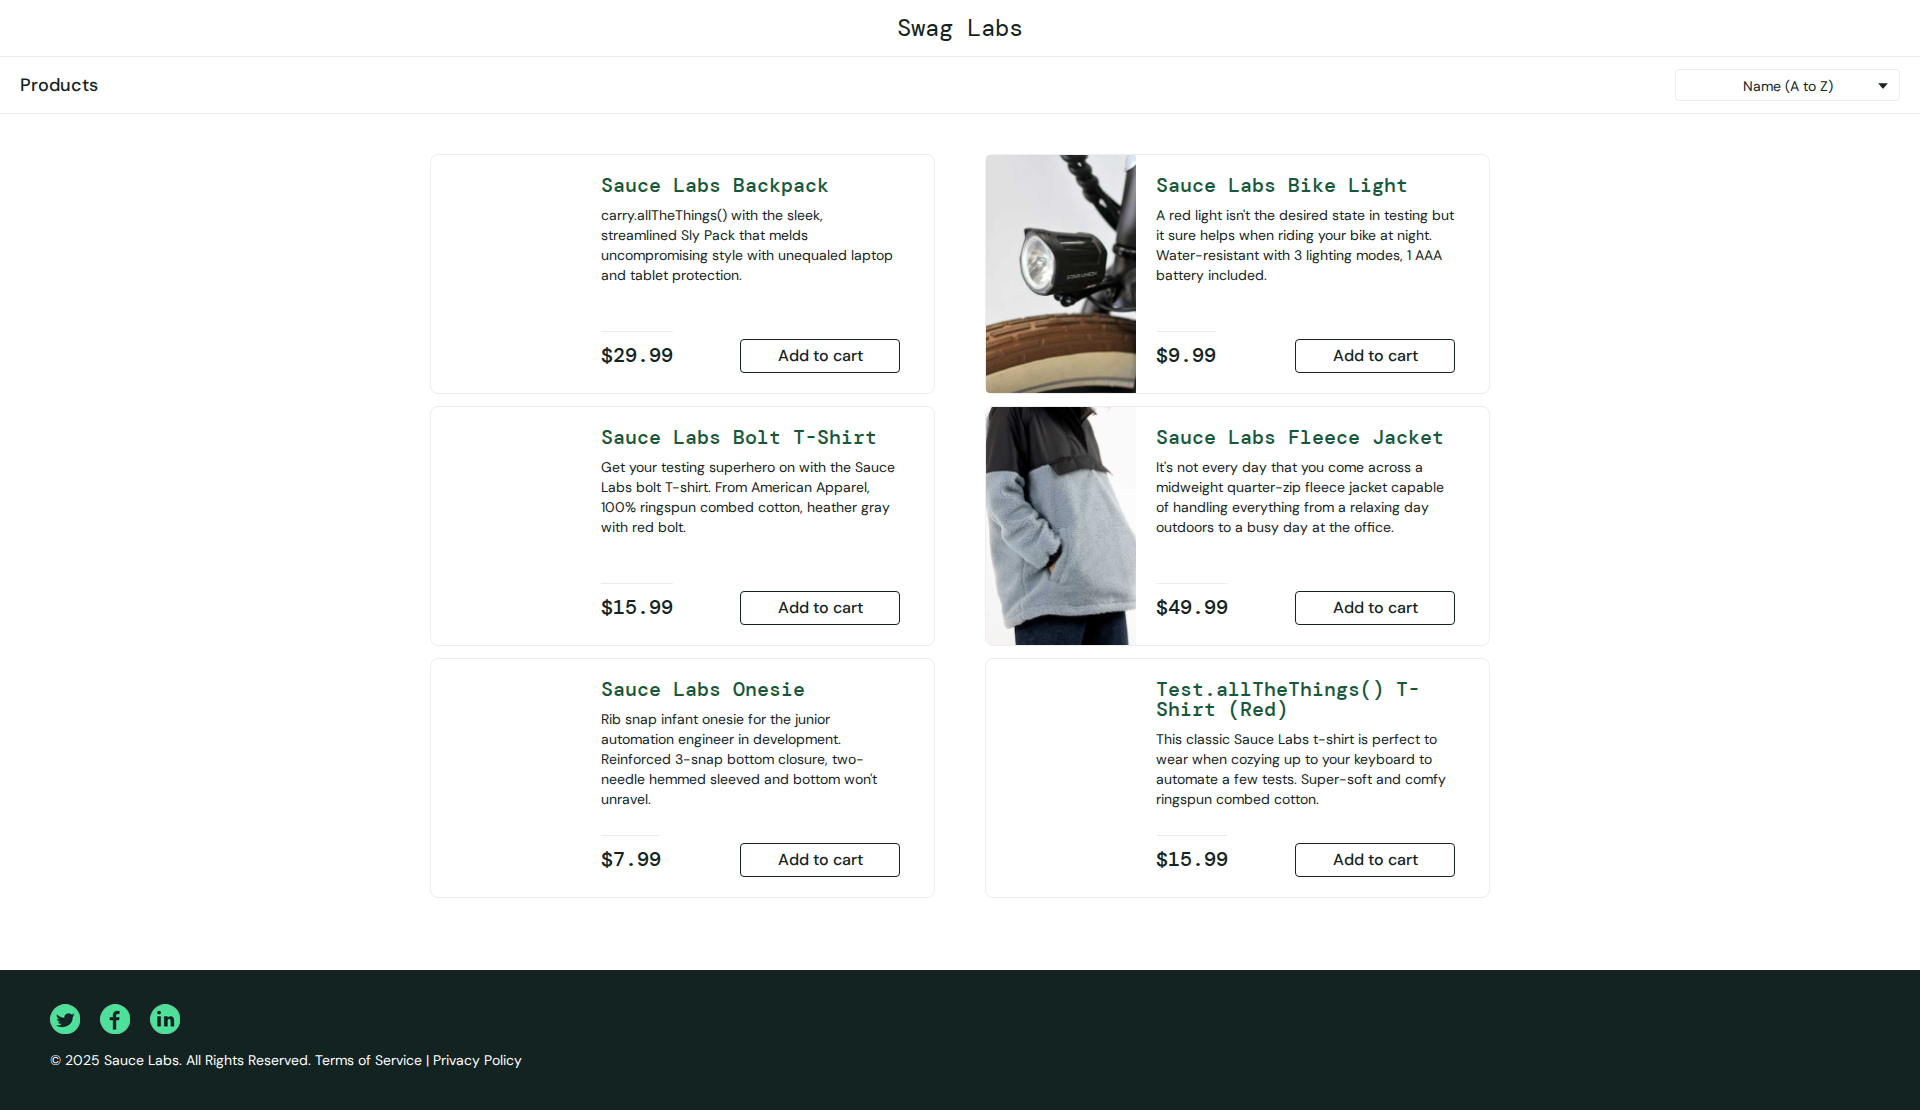 Swag Labs
Products
Name (A to Z)
Sauce Labs Backpack
carry.allTheThings() with the sleek,
streamlined Sly Pack that melds
uncompromising style with unequaled laptop
and tablet protection.
$29.99
Add to cart
Sauce Labs Bike Light
A red light isn't the desired state in testing but
it sure helps when riding your bike at night.
Water-resistant with 3 lighting modes, 1 AAA
battery included.
$9.99
Add to cart
Sauce Labs Bolt T-Shirt
Get your testing superhero on with the Sauce
Labs bolt T-shirt. From American Apparel,
100% ringspun combed cotton, heather gray
with red bolt.
$15.99
Add to cart
Sauce Labs Fleece Jacket
It's not every day that you come across a
midweight quarter-zip fleece jacket capable
of handling everything from a relaxing day
outdoors to a busy day at the office.
$49.99
Add to cart
Sauce Labs Onesie
Rib snap infant onesie for the junior
automation engineer in development.
Reinforced 3-snap bottom closure, two-
needle hemmed sleeved and bottom won't
unravel.
$7.99
Add to cart
Test.allTheThings() T-
Shirt (Red)
This classic Sauce Labs t-shirt is perfect to
wear when cozying up to your keyboard to
automate a few tests. Super-soft and comfy
ringspun combed cotton.
$15.99
Add to cart
© 2025 Sauce Labs. All Rights Reserved. Terms of Service | Privacy Policy